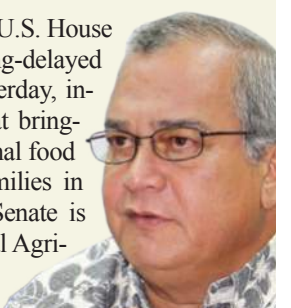 U.S. House
g-delayed
erday, in-
t bring-
nal food
milies in
Senate is
l Agri-